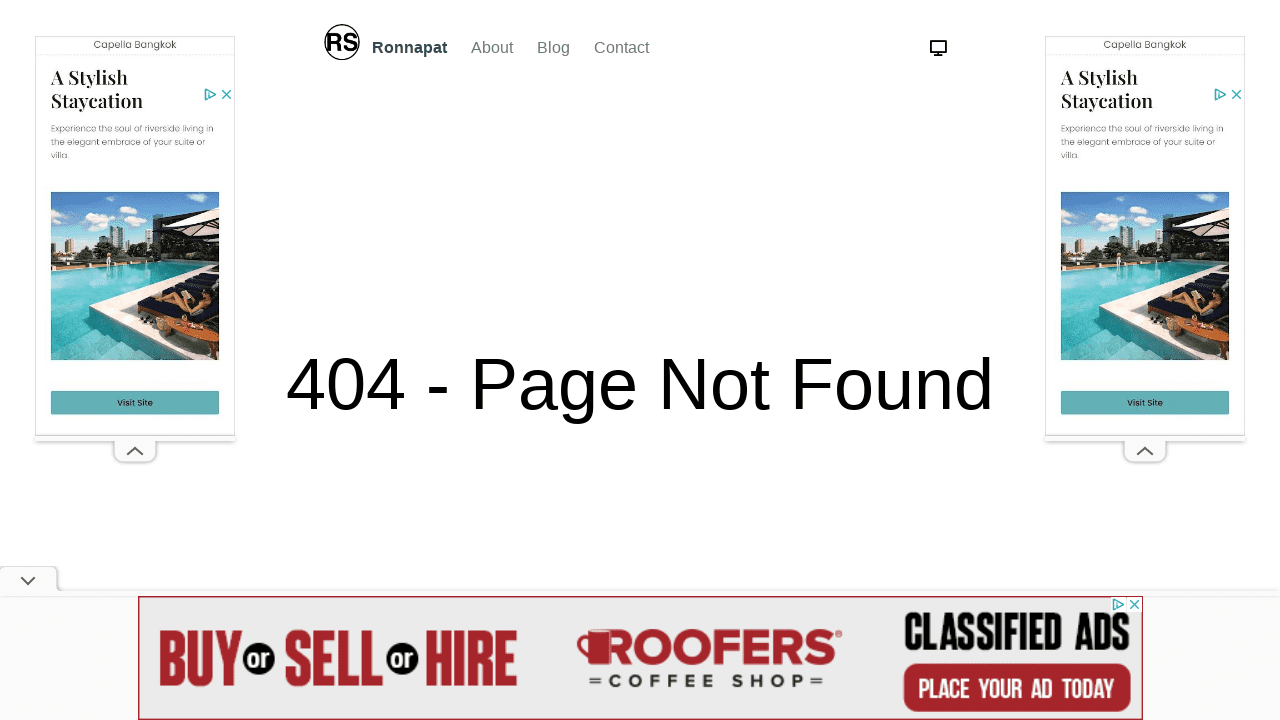 RS Ronnapat About Blog Contact
Capella Bangkok
A Stylish
Staycation
Experience the soul of riverside living in
the elegant embrace of your suite or
villa.
Visit Site
Capella Bangkok
A Stylish
Staycation
Experience the soul of riverside living in
the elegant embrace of your suite or
villa.
Visit Site
404 - Page Not Found
BUY or SELL or HIRE
ROOFERS®
COFFEE SHOP
CLASSIFIED ADS
PLACE YOUR AD TODAY